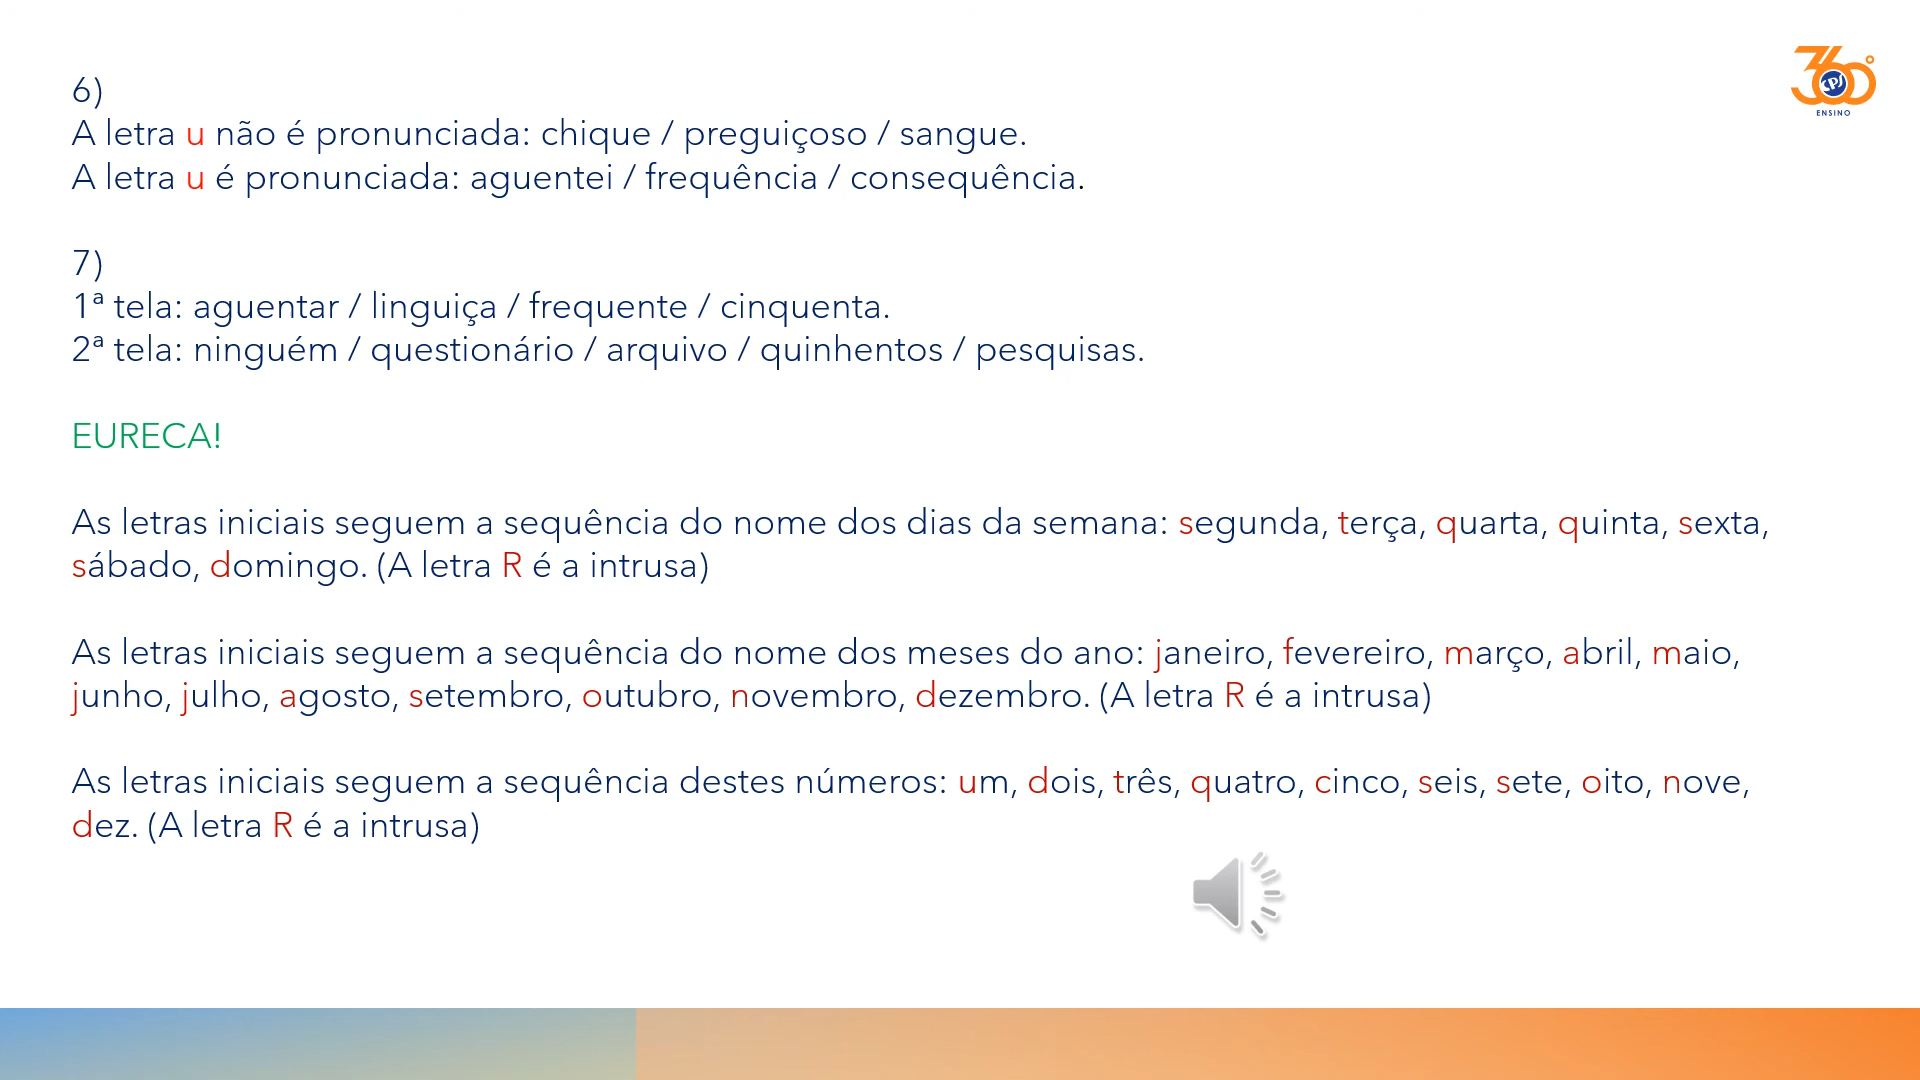 360°
SPJ
ENSINO
6)
A letra u não é pronunciada: chique / preguiçoso / sangue.
A letra u é pronunciada: aguentei / frequência / consequência.
7)
1ª tela: aguentar / linguiça / frequente / cinquenta.
2ª tela: ninguém / questionário / arquivo / quinhentos / pesquisas.
EURECA!
As letras iniciais seguem a sequência do nome dos dias da semana: segunda, terça, quarta, quinta, sexta,
sábado, domingo. (A letra R é a intrusa)
As letras iniciais seguem a sequência do nome dos meses do ano: janeiro, fevereiro, março, abril, maio,
junho, julho, agosto, setembro, outubro, novembro, dezembro. (A letra R é a intrusa)
As letras iniciais seguem a sequência destes números: um, dois, três, quatro, cinco, seis, sete, oito, nove,
dez. (A letra R é a intrusa)